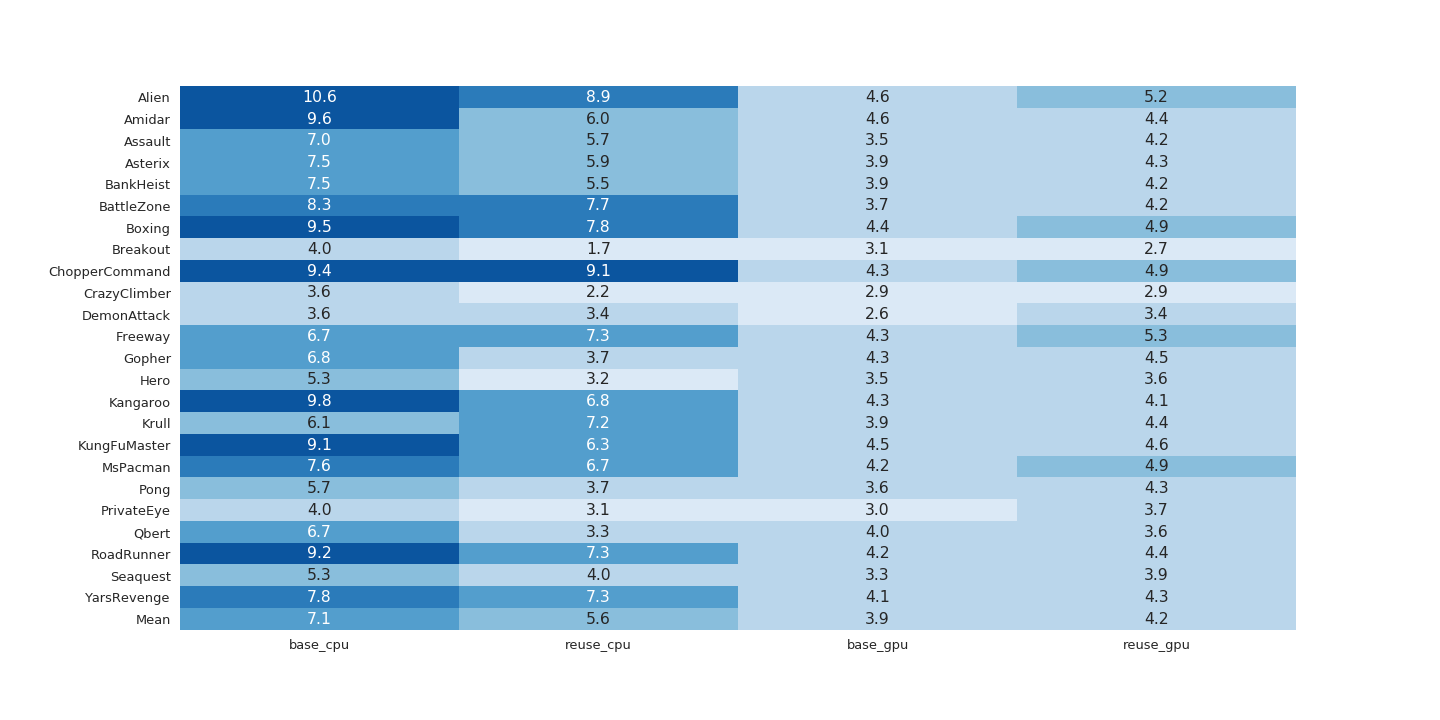 Alien 10.6 8.9 4.6 5.2
Amidar 9.6 6.0 4.6 4.4
Assault 7.0 5.7 3.5 4.2
Asterix 7.5 5.9 3.9 4.3
BankHeist 7.5 5.5 3.9 4.2
BattleZone 8.3 7.7 3.7 4.2
Boxing 9.5 7.8 4.4 4.9
Breakout 4.0 1.7 3.1 2.7
ChopperCommand 9.4 9.1 4.3 4.9
CrazyClimber 3.6 2.2 2.9 2.9
DemonAttack 3.6 3.4 2.6 3.4
Freeway 6.7 7.3 4.3 5.3
Gopher 6.8 3.7 4.3 4.5
Hero 5.3 3.2 3.5 3.6
Kangaroo 9.8 6.8 4.3 4.1
Krull 6.1 7.2 3.9 4.4
KungFuMaster 9.1 6.3 4.5 4.6
MsPacman 7.6 6.7 4.2 4.9
Pong 5.7 3.7 3.6 4.3
PrivateEye 4.0 3.1 3.0 3.7
Qbert 6.7 3.3 4.0 3.6
RoadRunner 9.2 7.3 4.2 4.4
Seaquest 5.3 4.0 3.3 3.9
YarsRevenge 7.8 7.3 4.1 4.3
Mean 7.1 5.6 3.9 4.2
base_cpu reuse_cpu base_gpu reuse_gpu